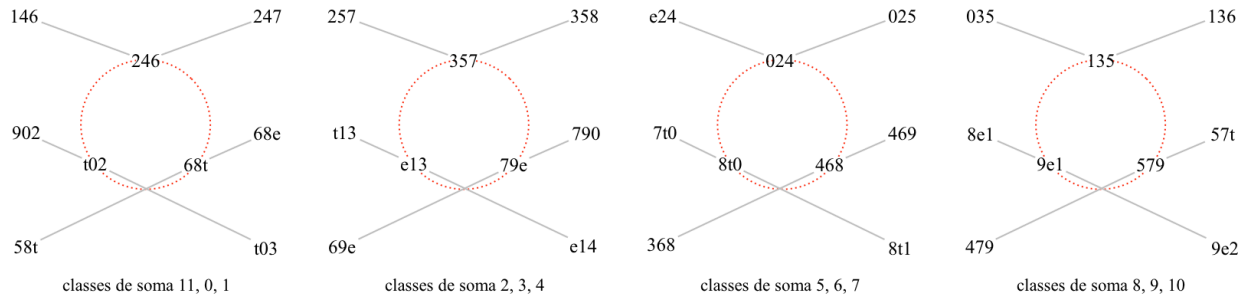 146 247 257 358 e24 025 035 136
246 357 024 135
902 68e t13 790 7t0 469 8e1 57t
t02 68t e13 79e 8t0 468 9e1 579
58t t03 69e e14 368 8t1 479 9e2
classes de soma 11, 0, 1 classes de soma 2, 3, 4 classes de soma 5, 6, 7 classes de soma 8, 9, 10